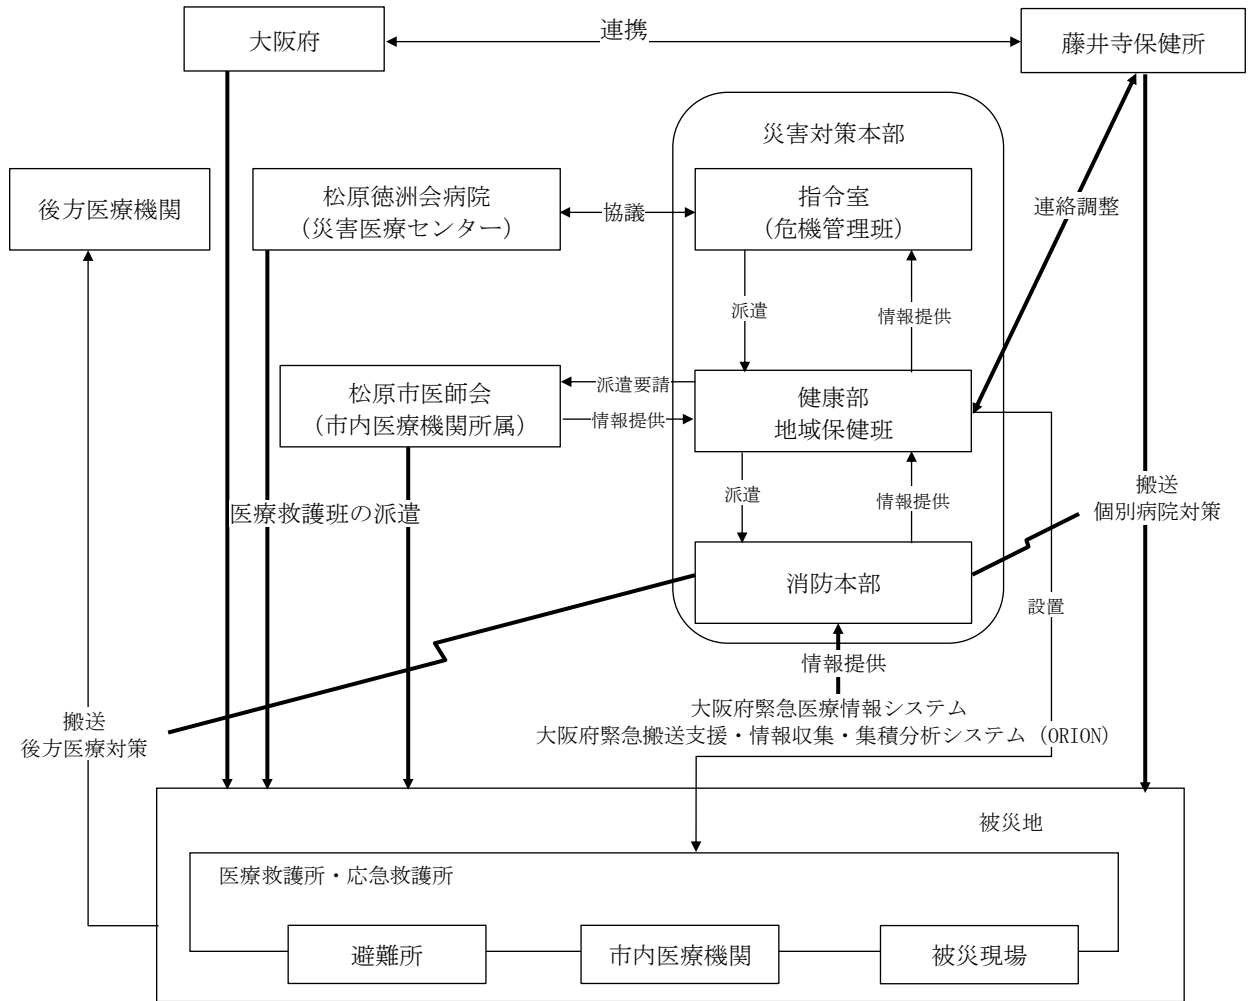 大阪府
連携
藤井寺保健所
災害対策本部
後方医療機関
松原徳洲会病院
（災害医療センター）
協議
指令室
（危機管理班）
連絡調整
派遣
情報提供
松原市医師会
（市内医療機関所属）
派遣要請
情報提供
健康部
地域保健班
医療救護班の派遣
派遣
情報提供
搬送
個別病院対策
消防本部
設置
情報提供
大阪府緊急医療情報システム
大阪府緊急搬送支援・情報収集・集積分析システム（ORION）
搬送
後方医療対策
被災地
医療救護所・応急救護所
避難所
市内医療機関
被災現場